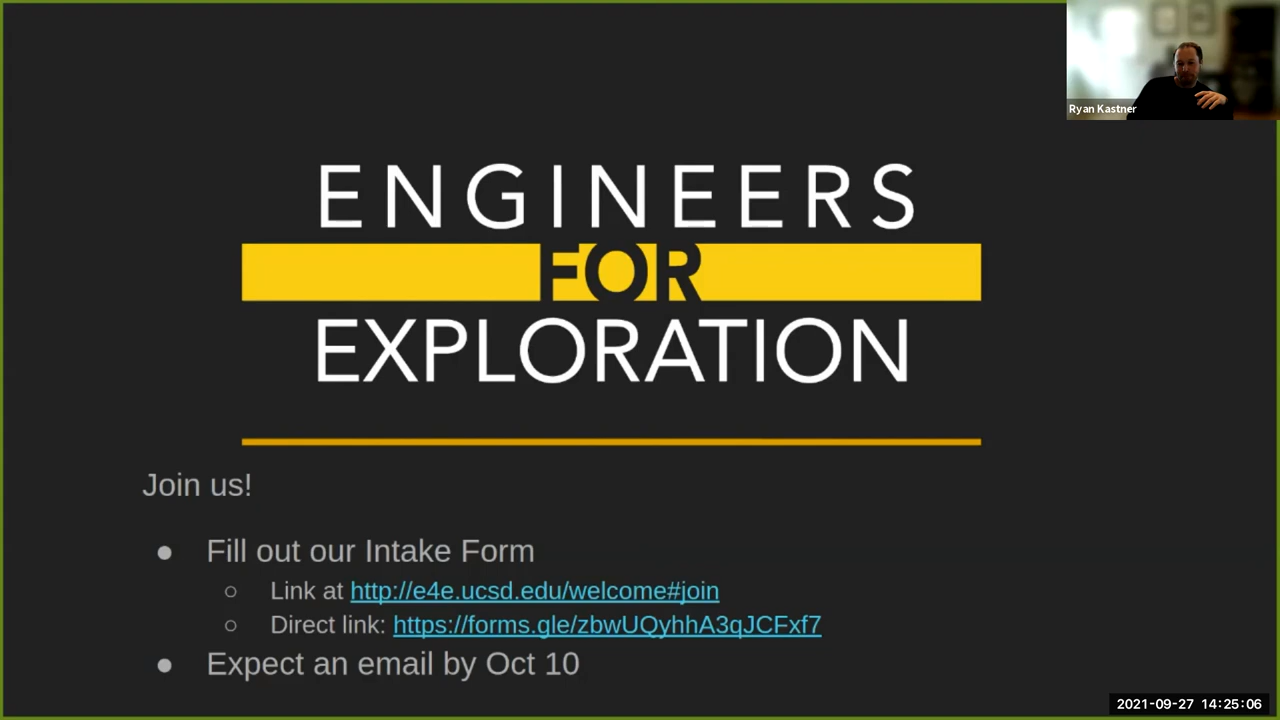 Ryan Kastner
ENGINEERS
FOR
EXPLORATION
Join us!
● Fill out our Intake Form
○ Link at http://e4e.ucsd.edu/welcome#join
○ Direct link: https://forms.gle/zbwUQyhhA3qJCFxf7
● Expect an email by Oct 10
2021-09-27 14:25:06